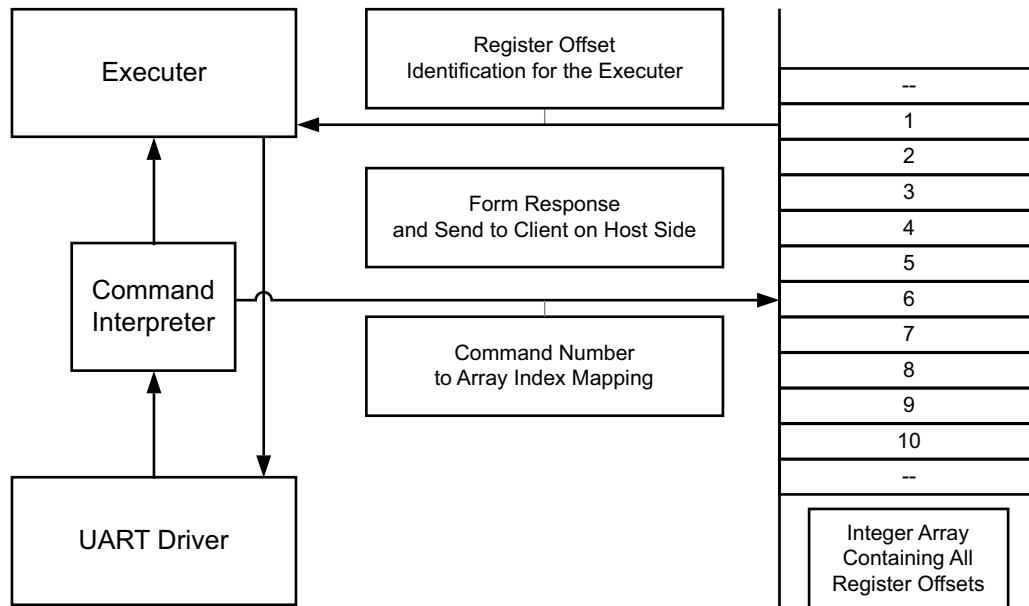 Executer
Register Offset
Identification for the Executer
--
1
2
3
4
5
6
7
8
9
10
--
Form Response
and Send to Client on Host Side
Command
Interpreter
Command Number
to Array Index Mapping
UART Driver
Integer Array
Containing All
Register Offsets